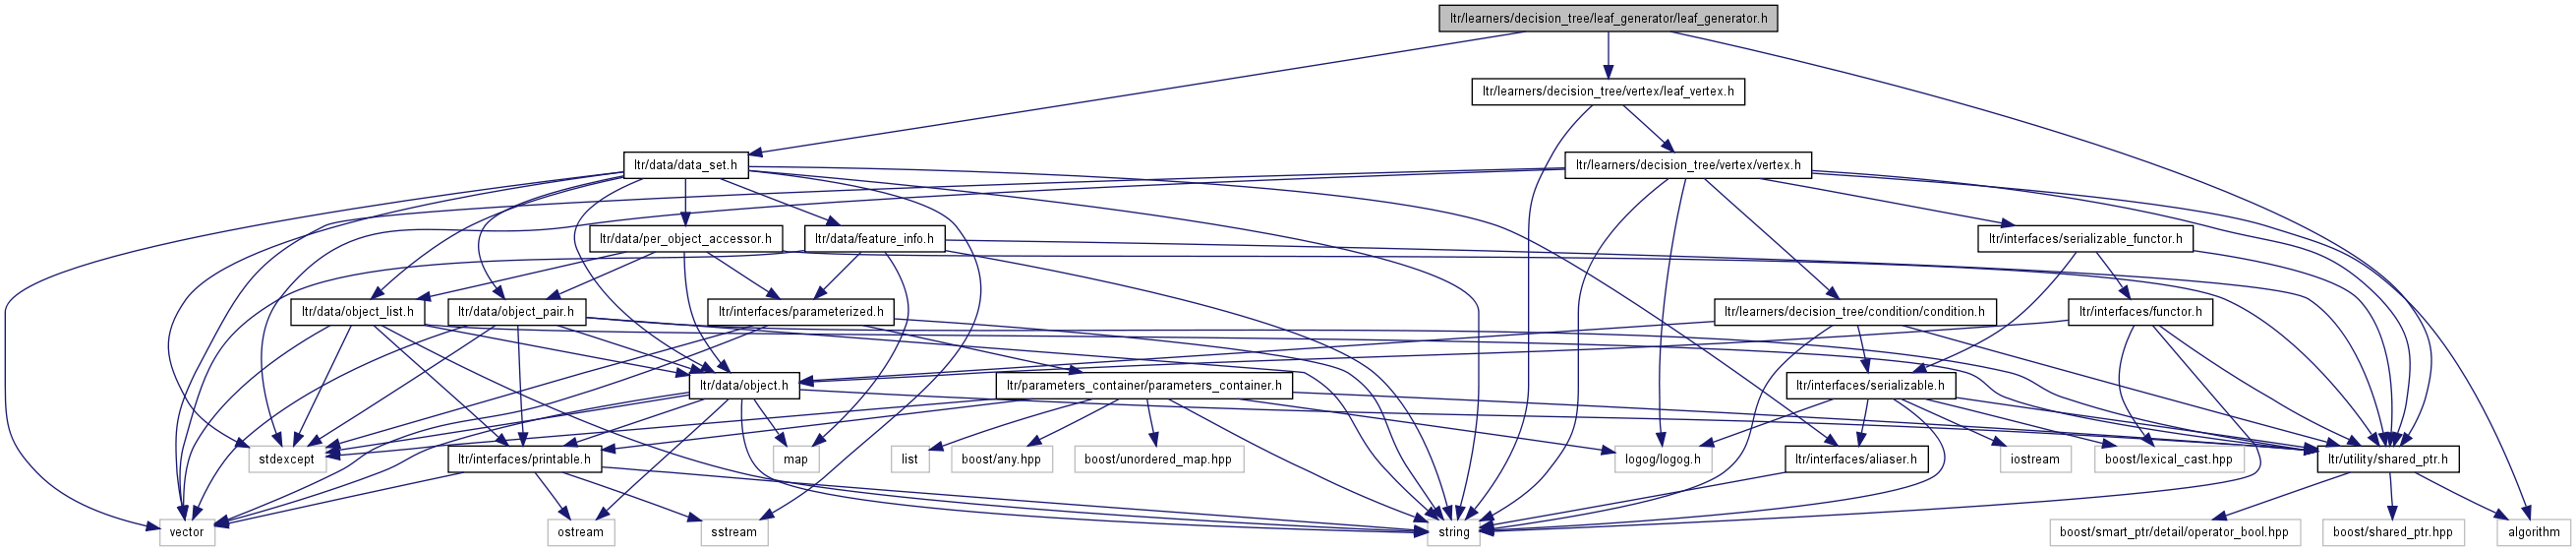 ltr/learners/decision_tree/leaf_generator/leaf_generator.h
ltr/learners/decision_tree/vertex/leaf_vertex.h
ltr/data/data_set.h
ltr/learners/decision_tree/vertex/vertex.h
ltr/data/per_object_accessor.h
ltr/data/feature_info.h
ltr/interfaces/serializable_functor.h
ltr/data/object_list.h
ltr/data/object_pair.h
ltr/interfaces/parameterized.h
ltr/learners/decision_tree/condition/condition.h
ltr/interfaces/functor.h
ltr/data/object.h
ltr/parameters_container/parameters_container.h
ltr/interfaces/serializable.h
stdexcept
ltr/interfaces/printable.h
map
list
boost/any.hpp
boost/unordered_map.hpp
logog/logog.h
ltr/interfaces/aliaser.h
iostream
boost/lexical_cast.hpp
ltr/utility/shared_ptr.h
vector
ostream
sstream
string
boost/smart_ptr/detail/operator_bool.hpp
boost/shared_ptr.hpp
algorithm